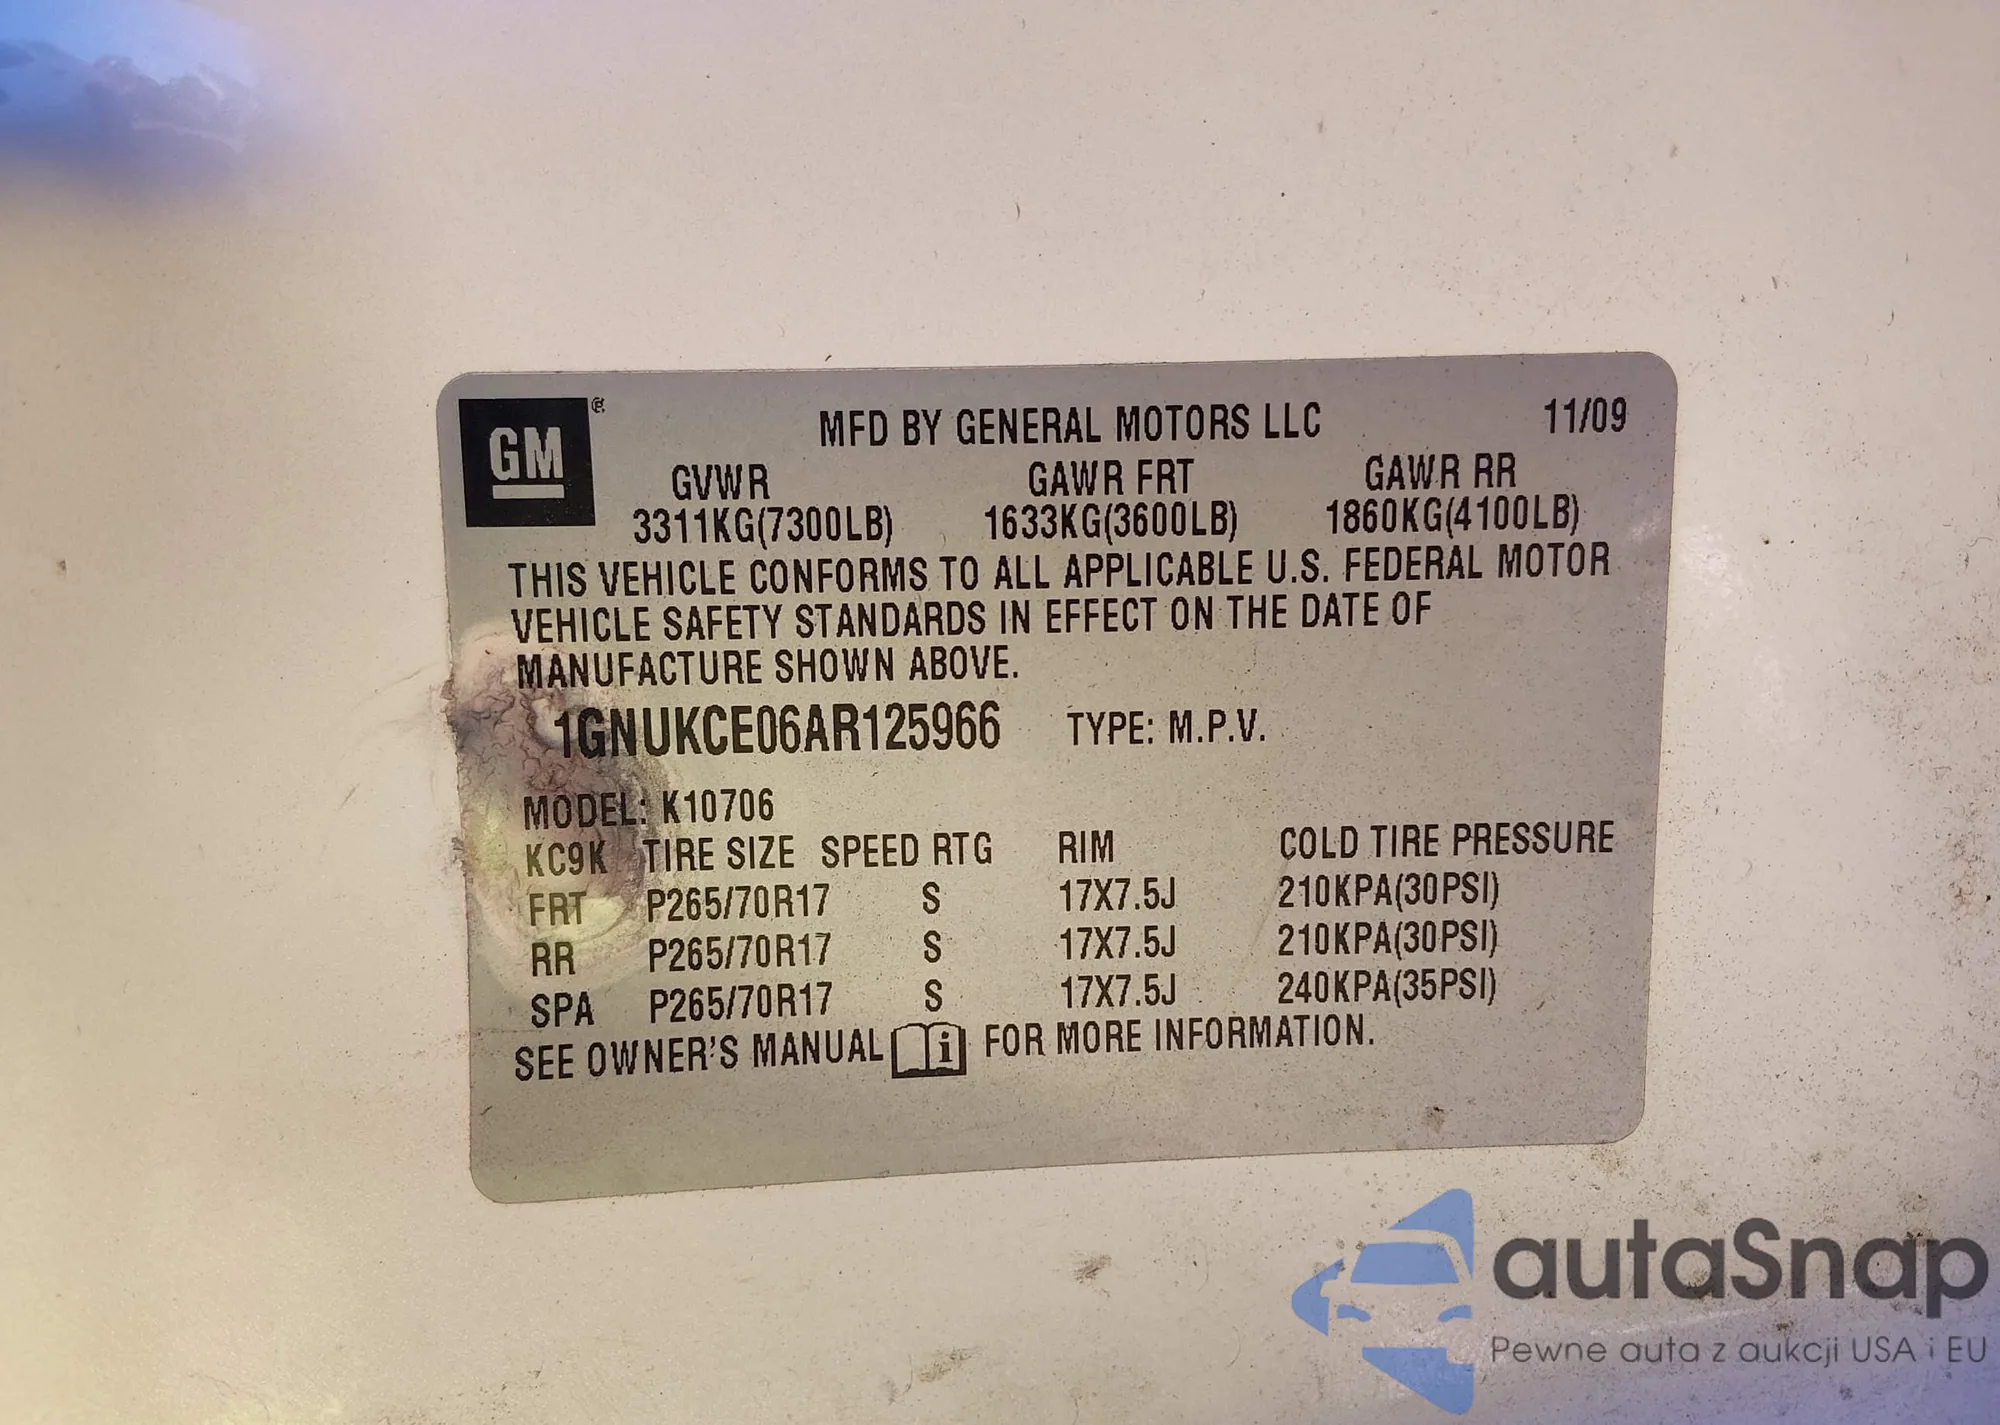 GM
MFD BY GENERAL MOTORS LLC 11/09
GVWR GAWR FRT GAWR RR
3311KG(7300LB) 1633KG(3600LB) 1860KG(4100LB)
THIS VEHICLE CONFORMS TO ALL APPLICABLE U.S. FEDERAL MOTOR
VEHICLE SAFETY STANDARDS IN EFFECT ON THE DATE OF
MANUFACTURE SHOWN ABOVE.
1GNUKCE06AR125966 TYPE: M.P.V.
MODEL: K10706
KC9K TIRE SIZE SPEED RTG RIM COLD TIRE PRESSURE
FRT P265/70R17 S 17X7.5J 210KPA(30PSI)
RR P265/70R17 S 17X7.5J 210KPA(30PSI)
SPA P265/70R17 S 17X7.5J 240KPA(35PSI)
SEE OWNER'S MANUAL i FOR MORE INFORMATION.
autaSnap
Pewne auta z aukcji USA i EU